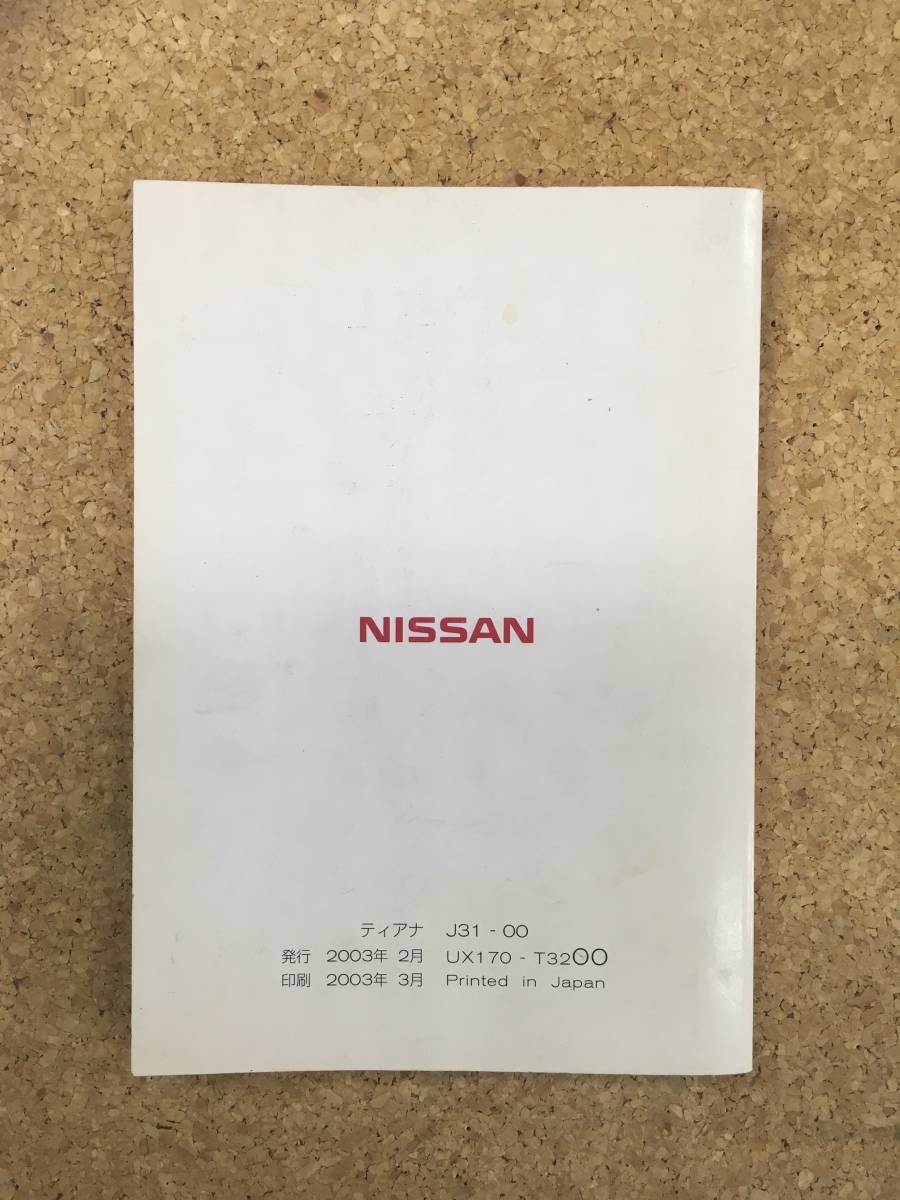 NISSAN
ティアナ J31 - 00
発行 2003年 2月 UX170 - T3200
印刷 2003年 3月 Printed in Japan